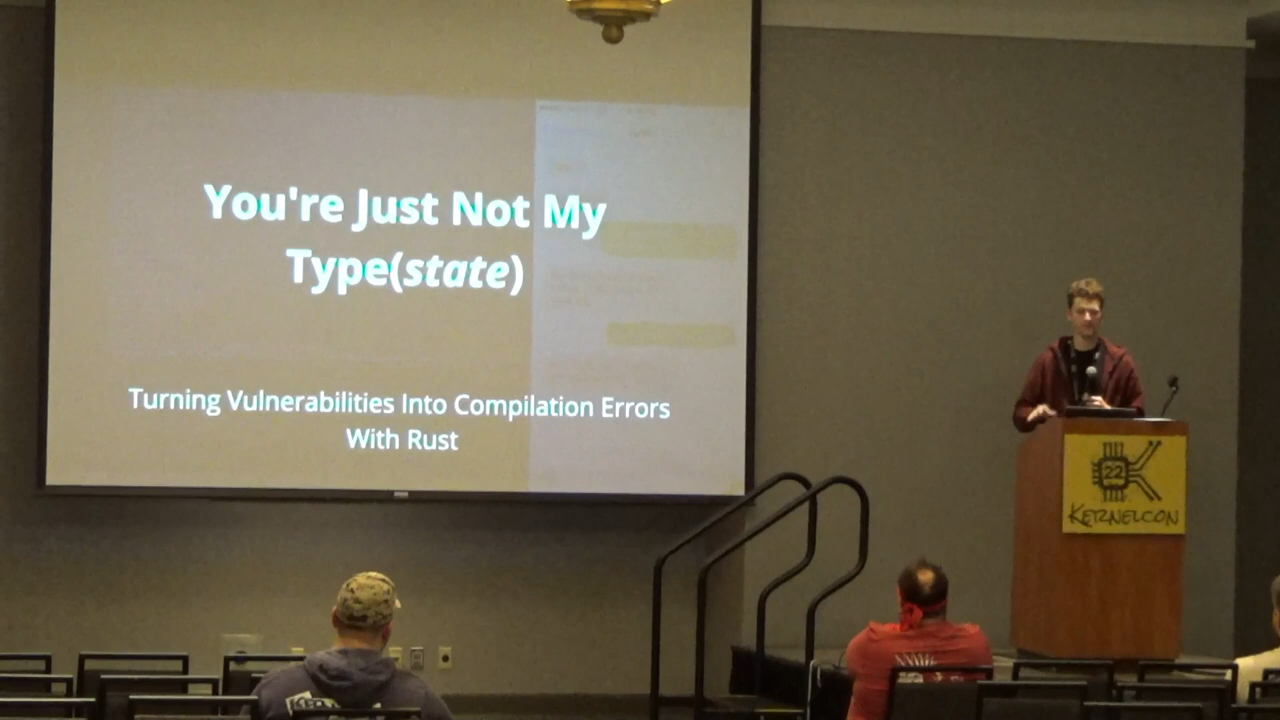 You're Just Not My
Type(state)
Turning Vulnerabilities Into Compilation Errors
With Rust
22
KERNELCON